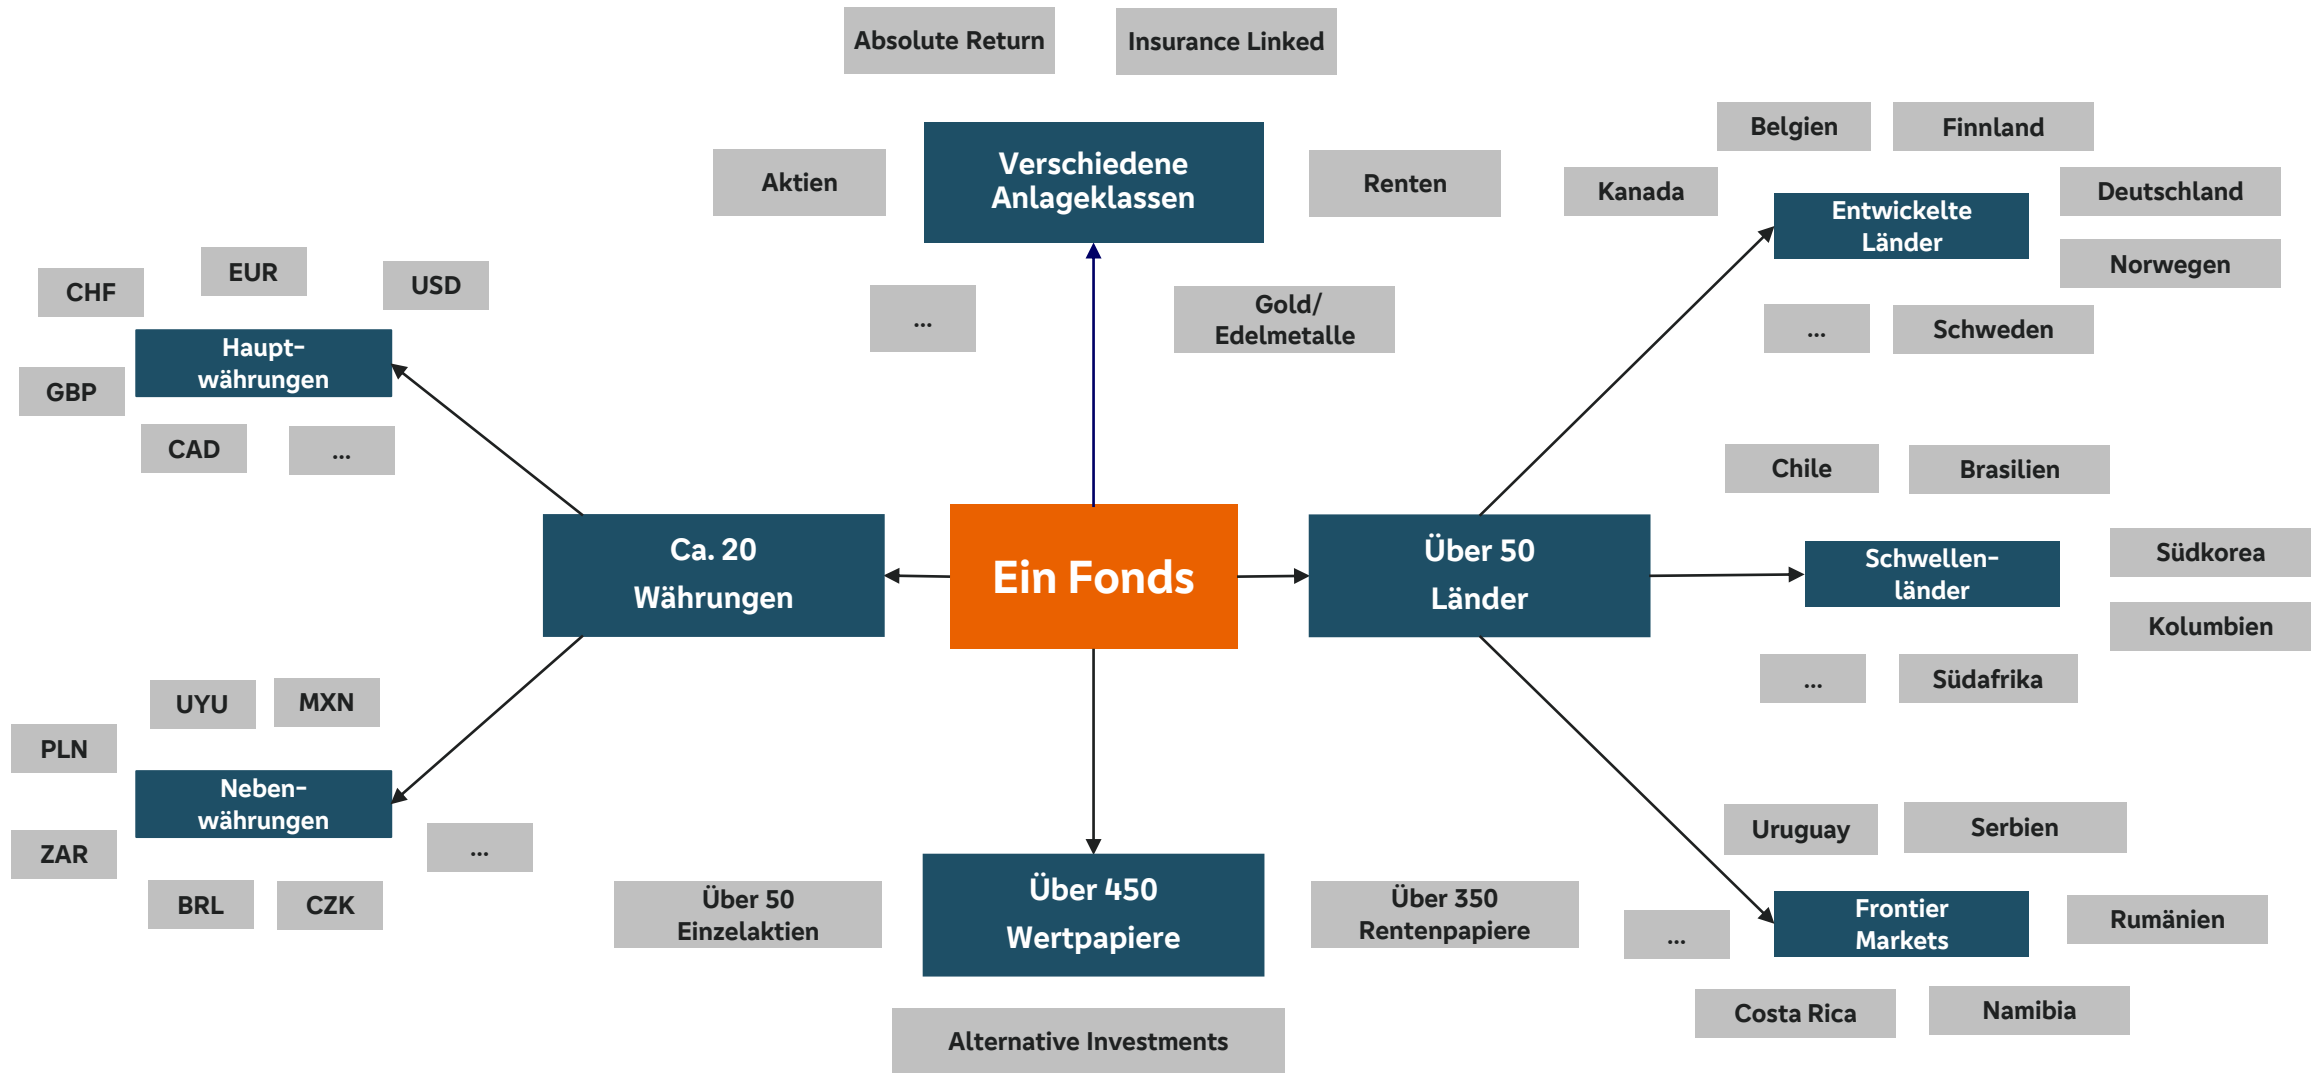 Absolute Return
Insurance Linked
Verschiedene
Anlageklassen
Aktien
Renten
...
Gold/
Edelmetalle
Belgien
Finnland
Kanada
Entwickelte
Länder
Deutschland
Norwegen
...
Schweden
CHF
EUR
USD
Haupt-
währungen
GBP
CAD
...
Ca. 20
Währungen
Ein Fonds
Über 50
Länder
Chile
Brasilien
Schwellen-
länder
Südkorea
Kolumbien
...
Südafrika
UYU
MXN
PLN
Neben-
währungen
ZAR
...
BRL
CZK
Über 50
Einzelaktien
Über 450
Wertpapiere
Über 350
Rentenpapiere
Alternative Investments
Uruguay
Serbien
...
Frontier
Markets
Rumänien
Costa Rica
Namibia